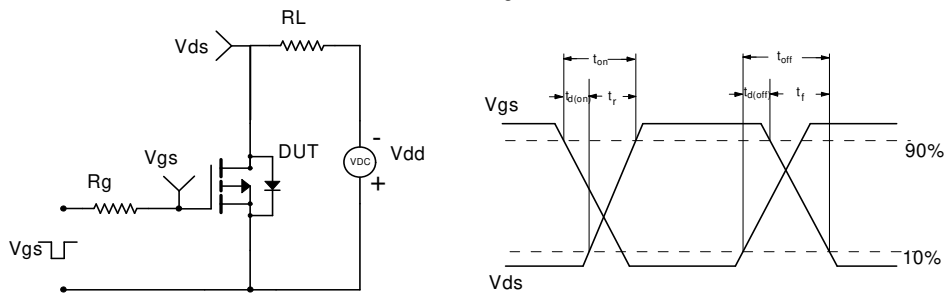 RL
Vds
Vgs
DUT
VDC
-
+
Vdd
Rg
Vgs
ton
toff
td(on)
tr
td(off)
tf
Vgs
90%
10%
Vds